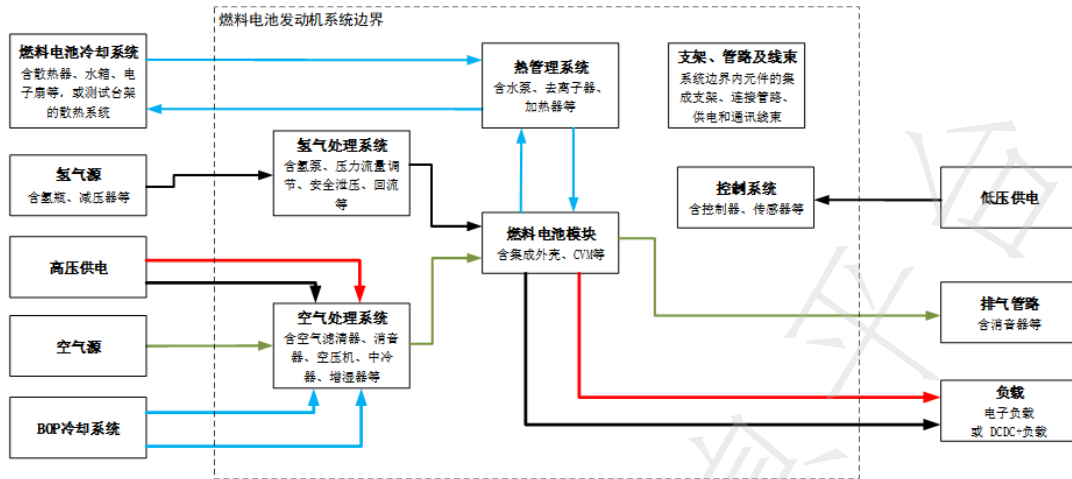 燃料电池发动机系统边界
燃料电池冷却系统
含散热器、水箱、电
子扇等，或测试台架
的散热系统
热管理系统
含水泵、去离子器、
加热器等
支架、管路及线束
系统边界内元件的集
成支架、连接管路、
供电和通讯线束
氢气源
含氢瓶、减压器等
氢气处理系统
含氢泵、压力流量调
节、安全泄压、回流
等
控制系统
含控制器、传感器等
低压供电
燃料电池模块
含集成外壳、CVM等
高压供电
空气处理系统
含空气滤清器、消音
器、空压机、中冷
器、增湿器等
排气管路
含消音器等
空气源
BOP冷却系统
负载
电子负载
或 DCDC+负载